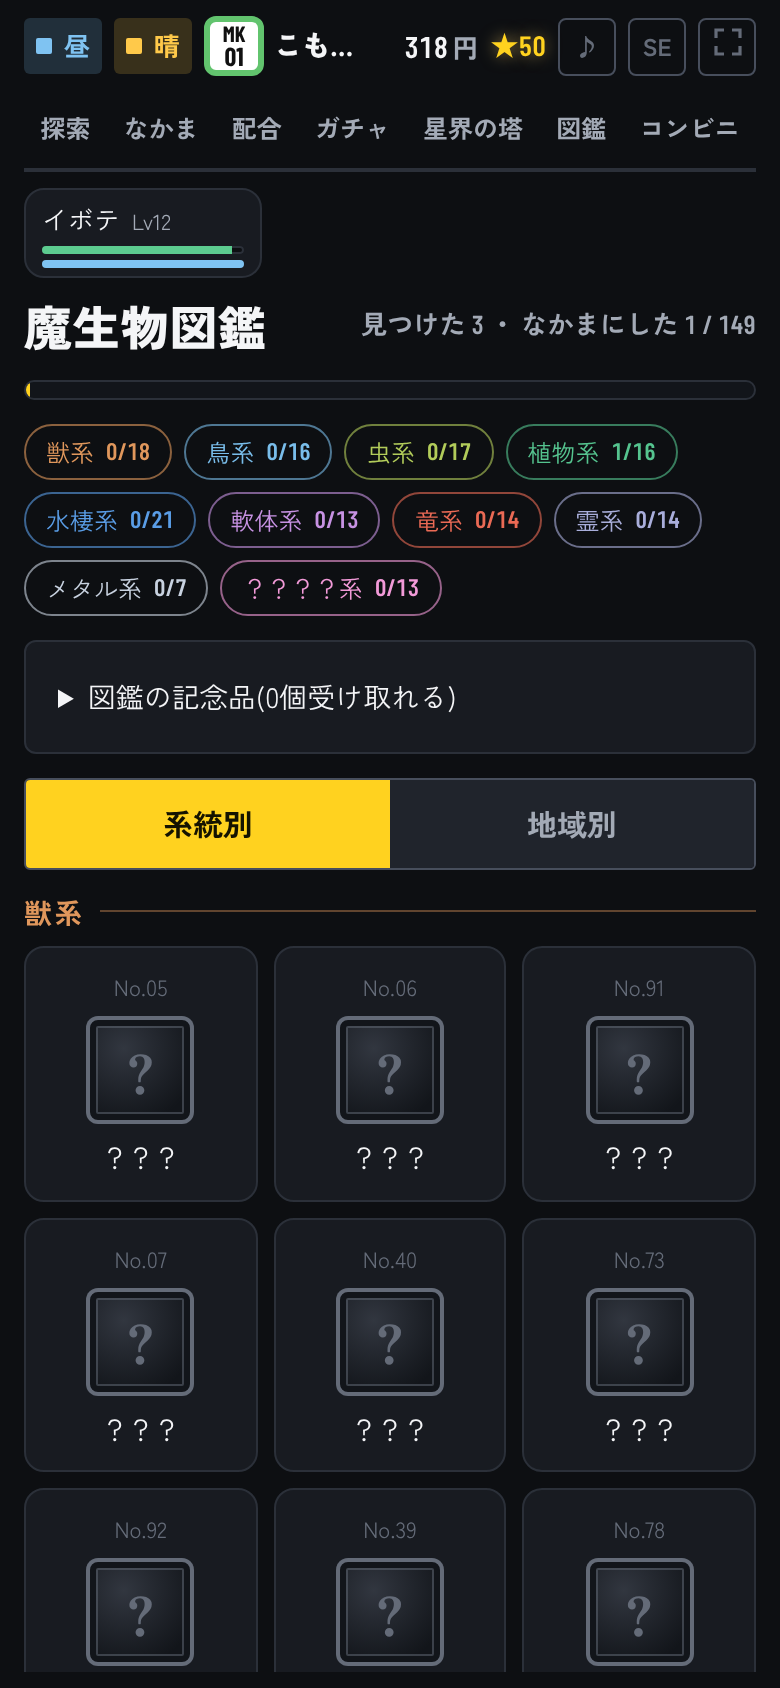 昼 晴 MK 01 こも... 318 円 ★50 ♪ SE
探索 なかま 配合 ガチャ 星界の塔 図鑑 コンビニ
イボテ Lv12
魔生物図鑑 見つけた 3 ・ なかまにした 1 / 149
獣系 0/18 鳥系 0/16 虫系 0/17 植物系 1/16
水棲系 0/21 軟体系 0/13 竜系 0/14 霊系 0/14
メタル系 0/7 ？？？？系 0/13
▶ 図鑑の記念品(0個受け取れる)
系統別 地域別
獣系
No.05 No.06 No.91
? ? ?
？？？ ？？？ ？？？
No.07 No.40 No.73
? ? ?
？？？ ？？？ ？？？
No.92 No.39 No.78
? ? ?